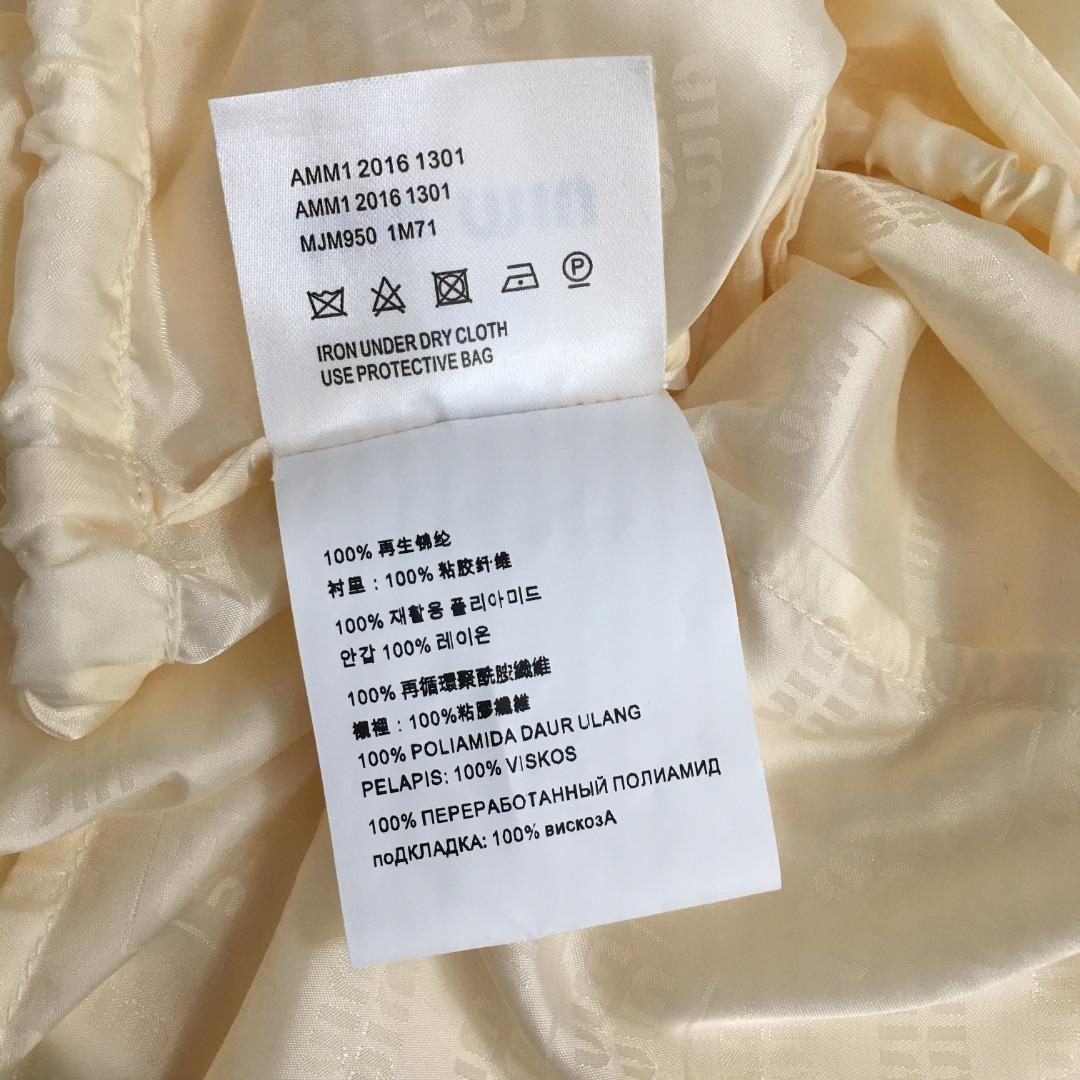 AMM1 2016 1301
AMM1 2016 1301
MJM950 1M71
P
IRON UNDER DRY CLOTH
USE PROTECTIVE BAG
100% 再生锦纶
衬里：100% 粘胶纤维
100% 재활용 폴리아미드
안감 100% 레이온
100% 再循環聚酰胺纖維
襯裡：100%粘膠纖維
100% POLIAMIDA DAUR ULANG
PELAPIS: 100% VISKOS
100% ПЕРЕРАБОТАННЫЙ ПОЛИАМИД
поДКЛАДКА: 100% вискозА